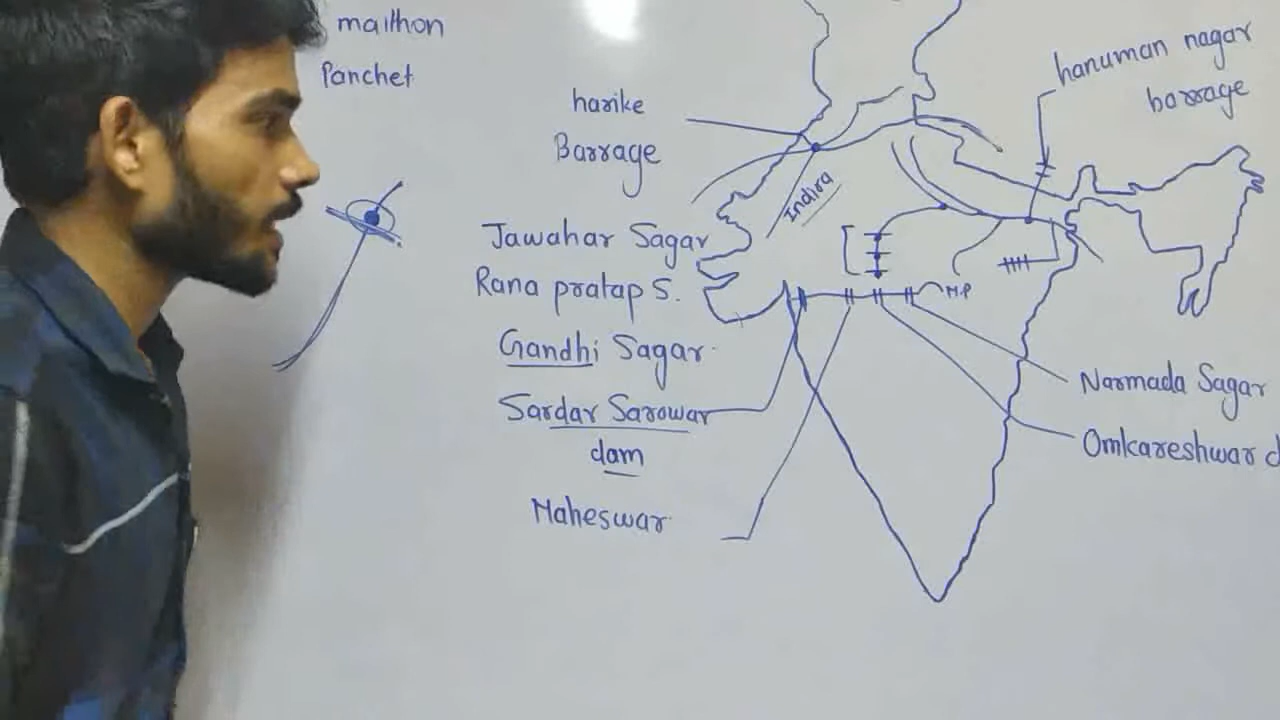 maithon
Panchet
harike
Barrage
Jawahar Sagar
Rana pratap S.
Gandhi Sagar
Sardar Sarowar
dam
Maheswar
Indira
M.P
hanuman nagar
barrage
Narmada Sagar
Omkareshwar d